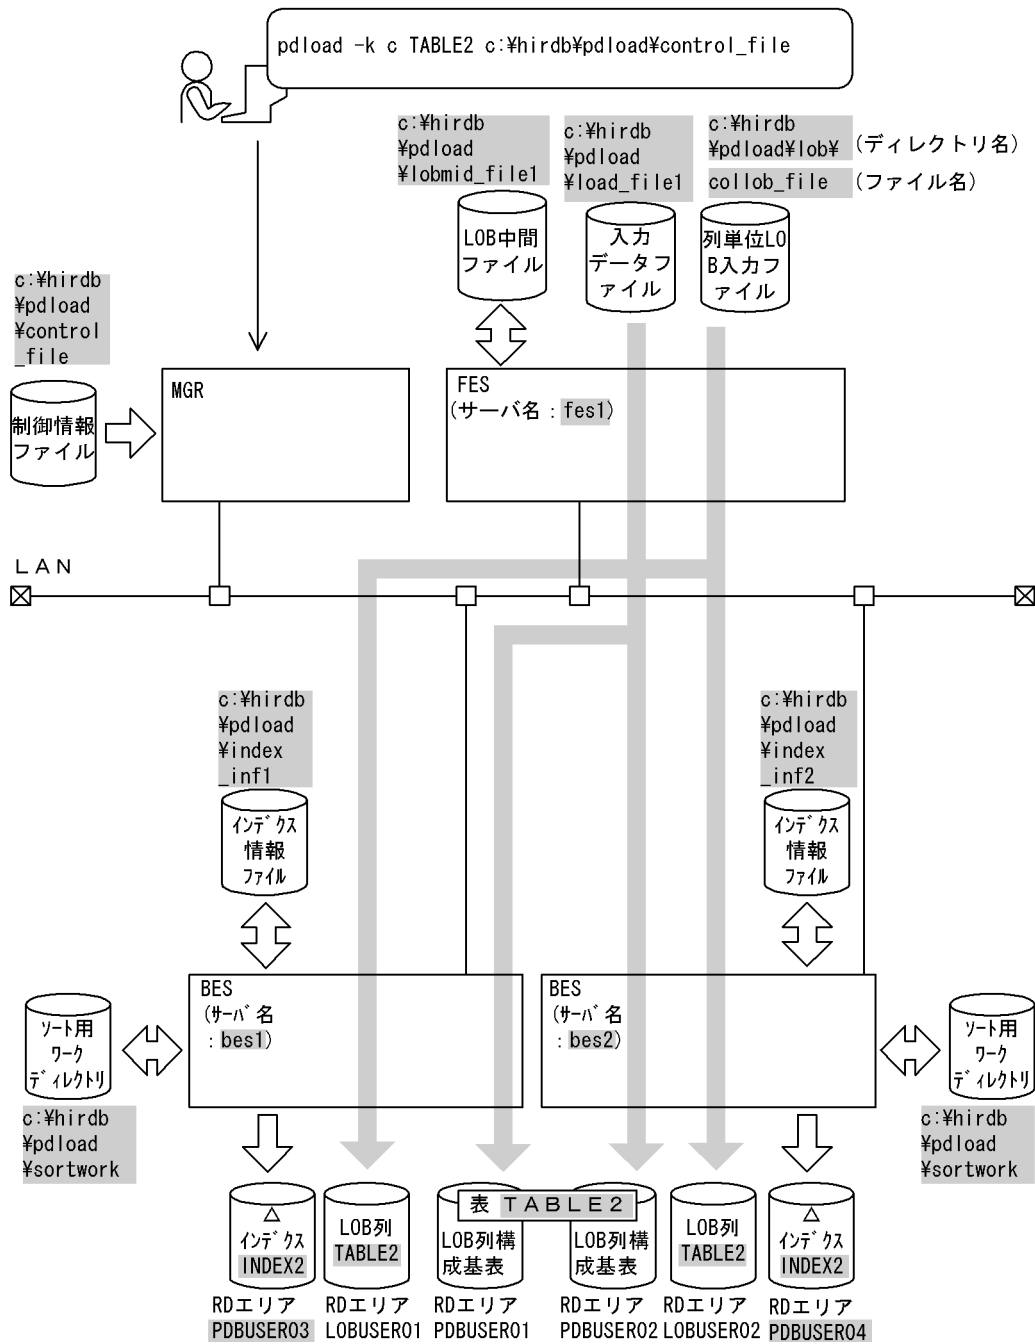 pdload -k c TABLE2 c:¥hirdb¥pdload¥control_file
c:¥hirdb
¥pdload
¥lobmid_file1
c:¥hirdb
¥pdload
¥load_file1
c:¥hirdb
¥pdload¥lob¥
(ディレクトリ名)
collob_file
(ファイル名)
LOB中間
ファイル
入力
データフ
ァイル
列単位LO
B入力フ
ァイル
c:¥hirdb
¥pdload
¥control
_file
制御情報
ファイル
MGR
FES
(サーバ名:fes1)
LAN
c:¥hirdb
¥pdload
¥index
_inf1
インデクス
情報
ファイル
c:¥hirdb
¥pdload
¥index
_inf2
インデクス
情報
ファイル
BES
(サーバ名
:bes1)
BES
(サーバ名
:bes2)
ソート用
ワーク
ディレクトリ
c:¥hirdb
¥pdload
¥sortwork
ソート用
ワーク
ディレクトリ
c:¥hirdb
¥pdload
¥sortwork
表 TABLE2
インデクス
INDEX2
LOB列
TABLE2
LOB列構
成基表
LOB列構
成基表
LOB列
TABLE2
インデクス
INDEX2
RDエリア
PDBUSER03
RDエリア
LOBUSER01
RDエリア
PDBUSER01
RDエリア
PDBUSER02
RDエリア
LOBUSER02
RDエリア
PDBUSER04